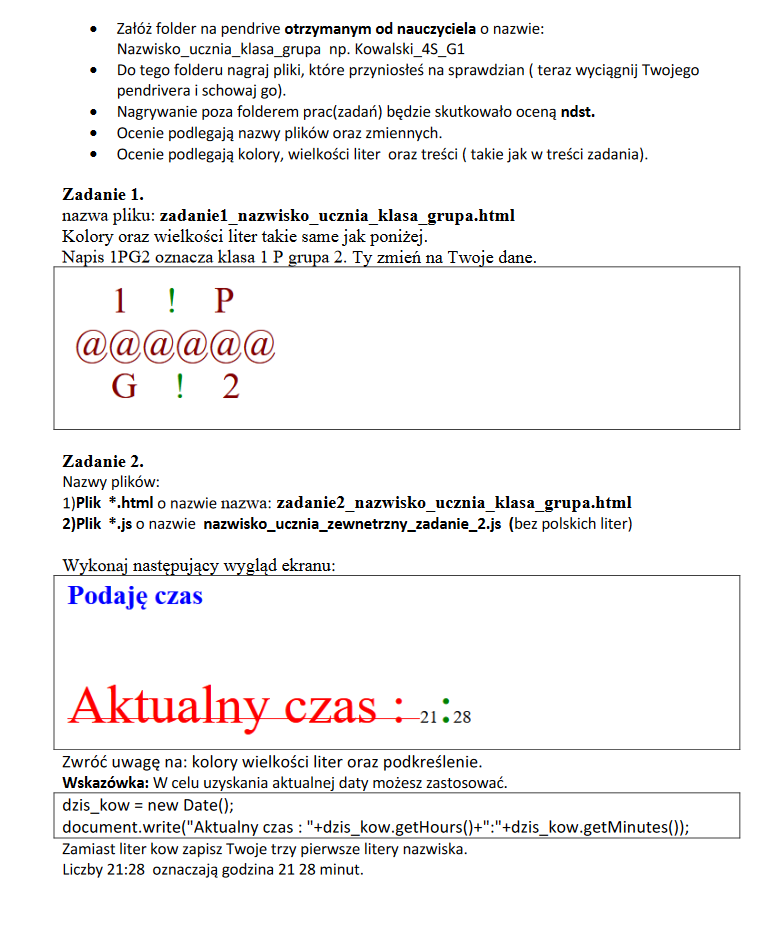 • Załóż folder na pendrive otrzymanym od nauczyciela o nazwie:
Nazwisko_ucznia_klasa_grupa np. Kowalski_4S_G1
• Do tego folderu nagraj pliki, które przyniosłeś na sprawdzian ( teraz wyciągnij Twojego
pendrivera i schowaj go).
• Nagrywanie poza folderem prac(zadań) będzie skutkowało oceną ndst.
• Ocenie podlegają nazwy plików oraz zmiennych.
• Ocenie podlegają kolory, wielkości liter oraz treści ( takie jak w treści zadania).
Zadanie 1.
nazwa pliku: zadanie1_nazwisko_ucznia_klasa_grupa.html
Kolory oraz wielkości liter takie same jak poniżej.
Napis 1PG2 oznacza klasa 1 P grupa 2. Ty zmień na Twoje dane.
1 ! P
@@@@@@
G ! 2
Zadanie 2.
Nazwy plików:
1)Plik *.html o nazwie nazwa: zadanie2_nazwisko_ucznia_klasa_grupa.html
2)Plik *.js o nazwie nazwisko_ucznia_zewnetrzny_zadanie_2.js (bez polskich liter)
Wykonaj następujący wygląd ekranu:
Podaję czas
Aktualny czas : 21:28
Zwróć uwagę na: kolory wielkości liter oraz podkreślenie.
Wskazówka: W celu uzyskania aktualnej daty możesz zastosować.
dzis_kow = new Date();
document.write("Aktualny czas : "+dzis_kow.getHours()+":"+dzis_kow.getMinutes());
Zamiast liter kow zapisz Twoje trzy pierwsze litery nazwiska.
Liczby 21:28 oznaczają godzina 21 28 minut.